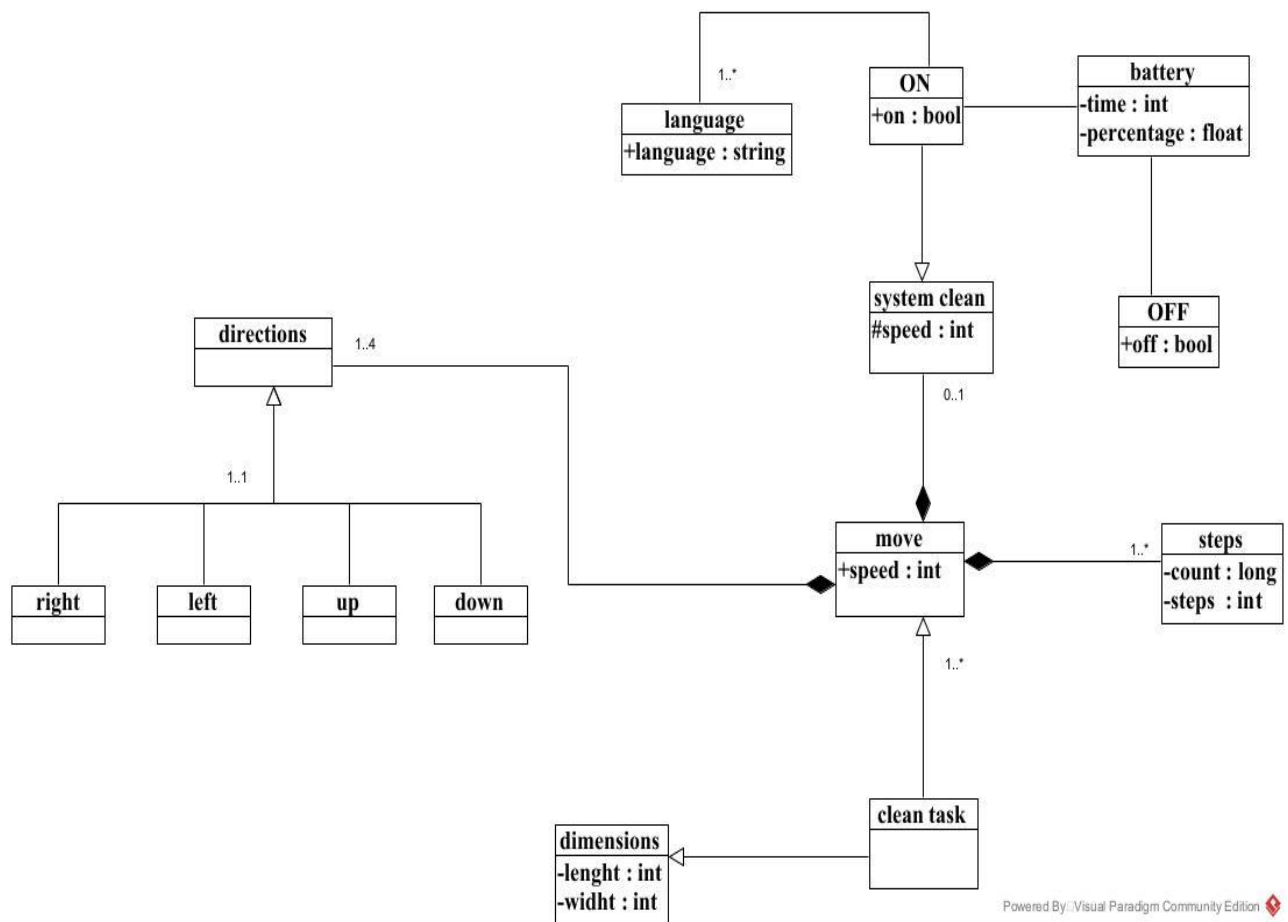 1..*
language
+language : string
ON
+on : bool
battery
-time : int
-percentage : float
system clean
#speed : int
0..1
OFF
+off : bool
directions
1..4
1..1
right
left
up
down
move
+speed : int
1..*
steps
-count : long
-steps : int
1..*
clean task
dimensions
-lenght : int
-widht : int
Powered By Visual Paradigm Community Edition